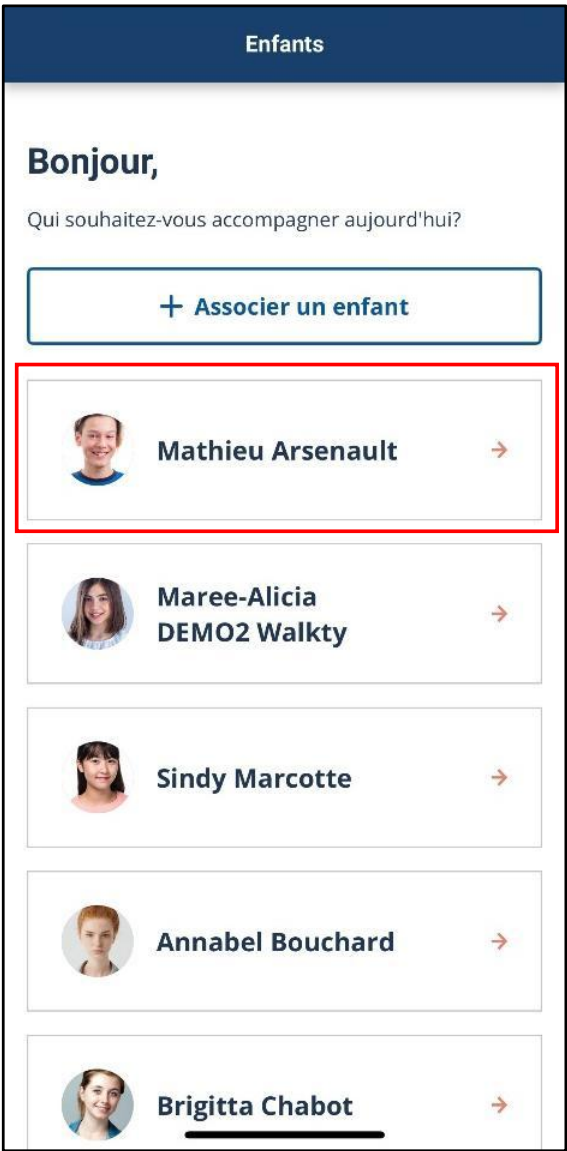 Enfants
Bonjour,
Qui souhaitez-vous accompagner aujourd'hui?
+ Associer un enfant
Mathieu Arsenault
Maree-Alicia
DEMO2 Walkty
Sindy Marcotte
Annabel Bouchard
Brigitta Chabot